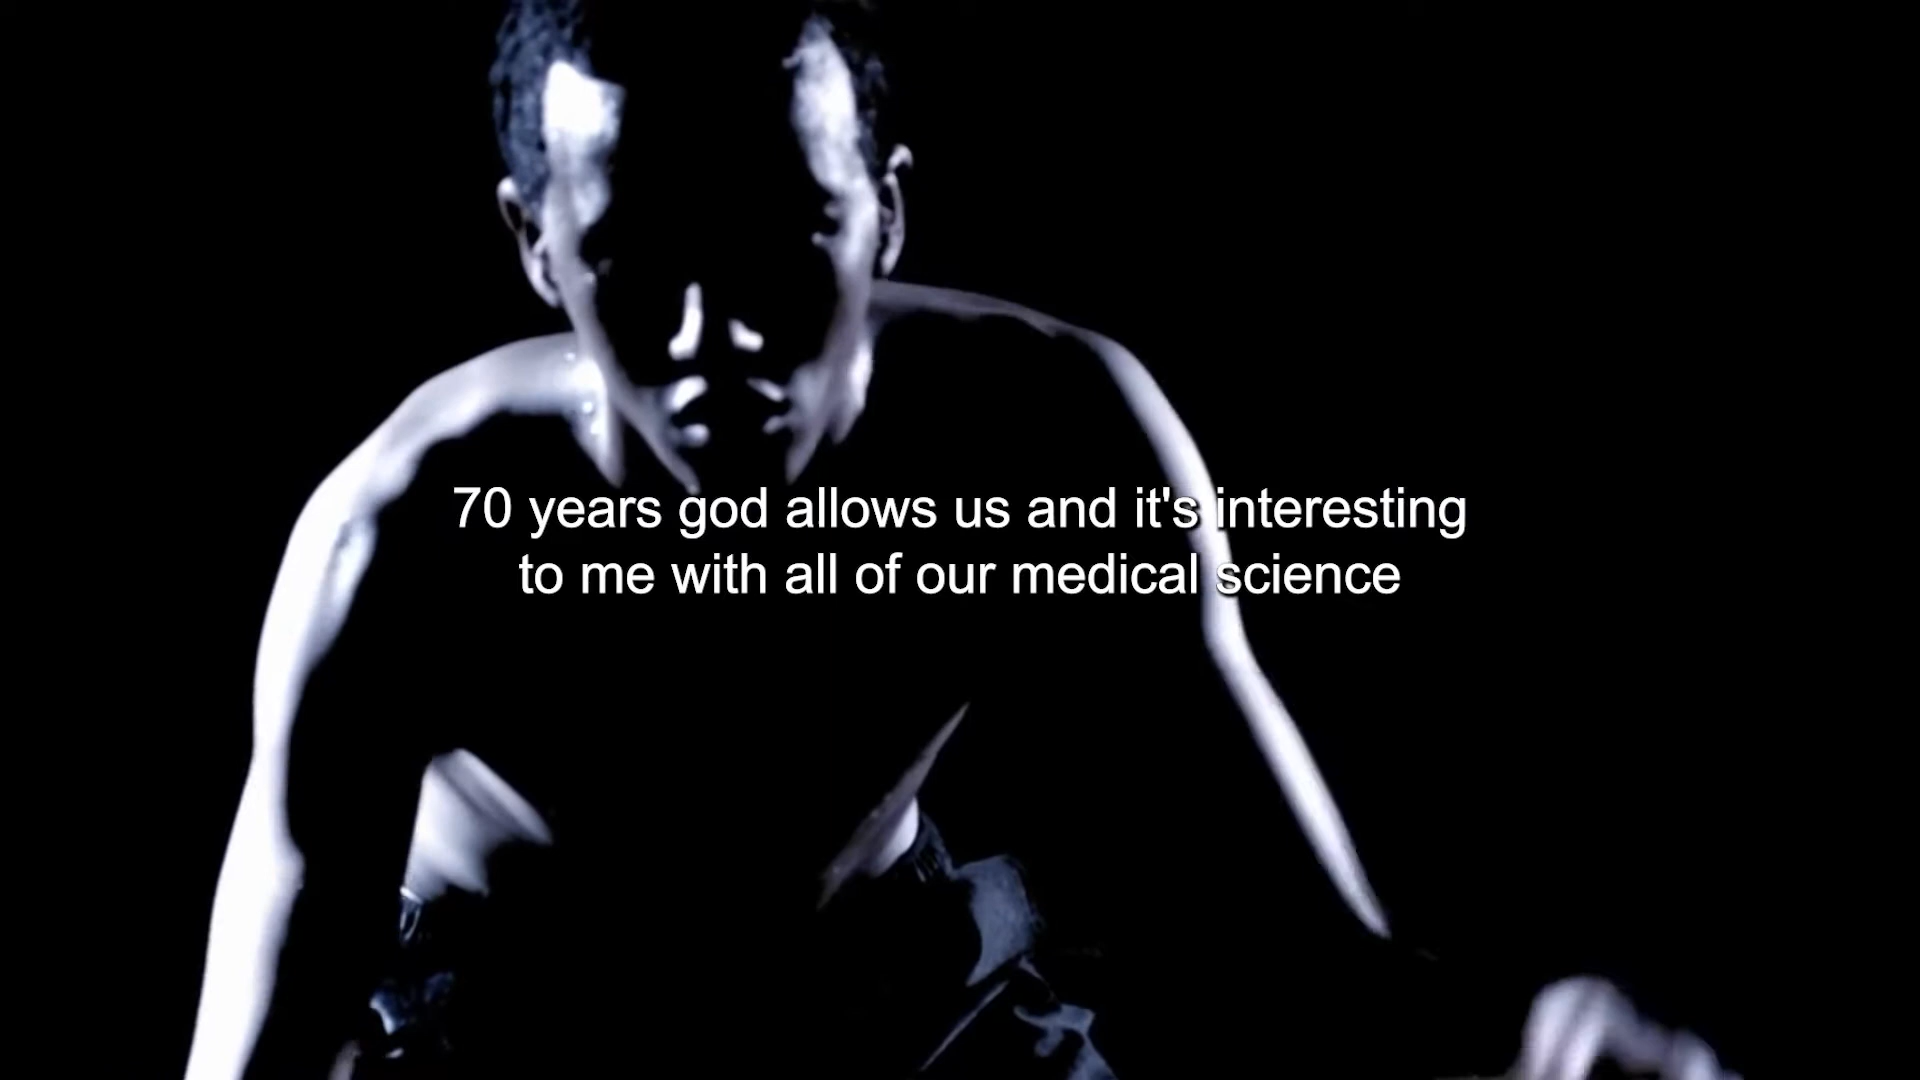 70 years god allows us and it's interesting
to me with all of our medical science